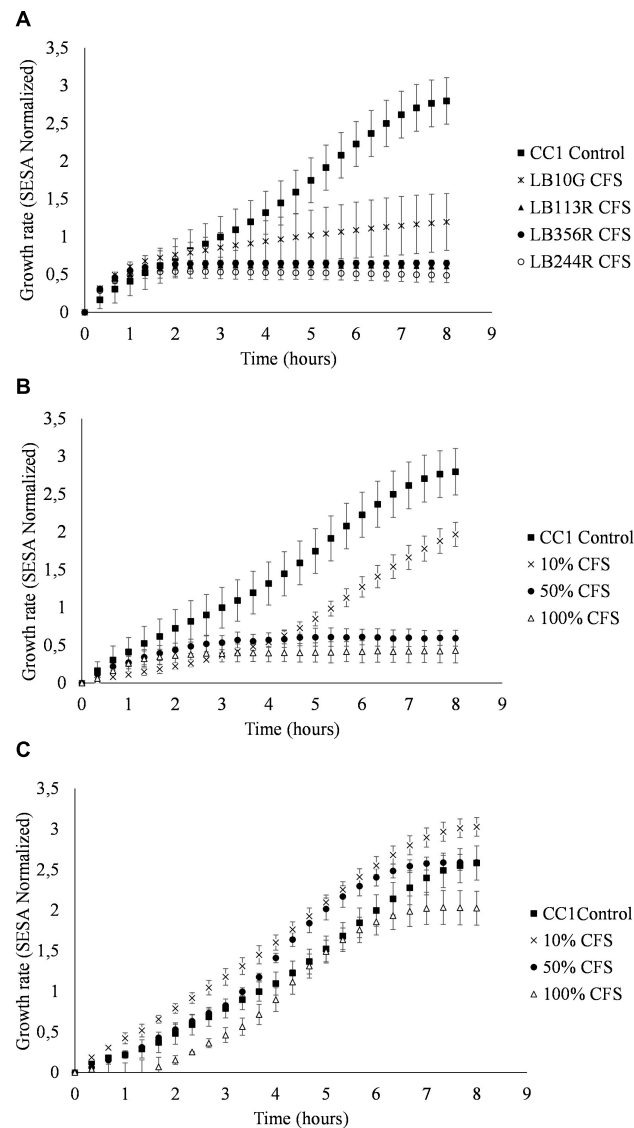 A
Growth rate (SESA Normalized)
3,5
3
2,5
2
1,5
1
0,5
0
0 1 2 3 4 5 6 7 8 9
Time (hours)
CC1 Control
LB10G CFS
LB113R CFS
LB356R CFS
LB244R CFS
B
Growth rate (SESA Normalized)
3,5
3
2,5
2
1,5
1
0,5
0
0 1 2 3 4 5 6 7 8 9
Time (hours)
CC1 Control
10% CFS
50% CFS
100% CFS
C
Growth rate (SESA Normalized)
3,5
3
2,5
2
1,5
1
0,5
0
0 1 2 3 4 5 6 7 8 9
Time (hours)
CC1Control
10% CFS
50% CFS
100% CFS